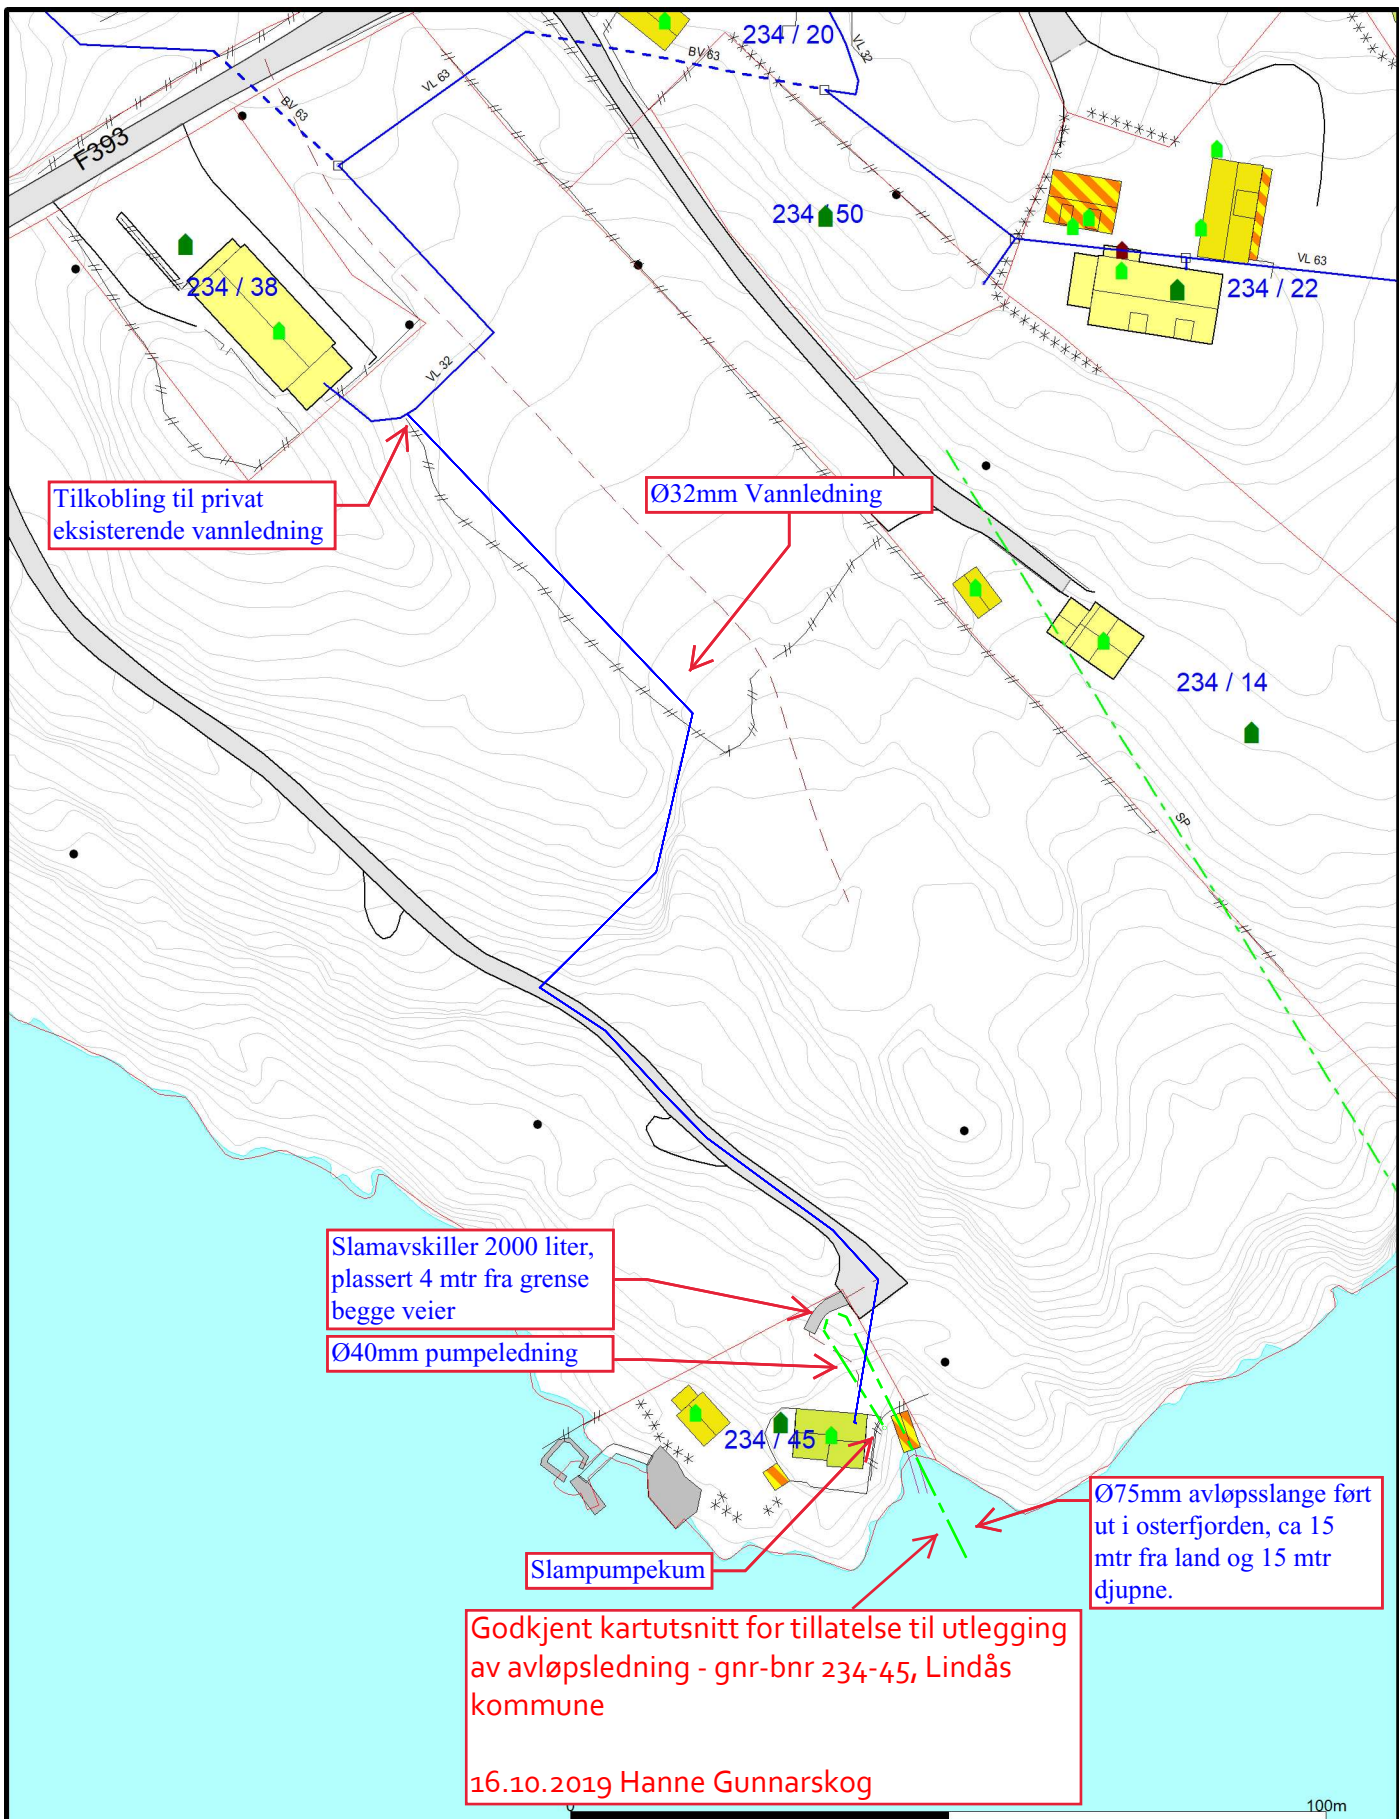 234 / 20
VL 32
BV 63
VL 63
BV 63
F393
234 / 50
234 / 38
VL 63
234 / 22
VL 32
Tilkobling til privat
eksisterende vannledning
Ø32mm Vannledning
234 / 14
SP
Slamavskiller 2000 liter,
plassert 4 mtr fra grense
begge veier
Ø40mm pumpeledning
234 / 45
Ø75mm avløpsslange ført
ut i osterfjorden, ca 15
mtr fra land og 15 mtr
djupne.
Slampumpekum
Godkjent kartutsnitt for tillatelse til utlegging
av avløpsledning - gnr-bnr 234-45, Lindås
kommune
16.10.2019 Hanne Gunnarskog
0
100m